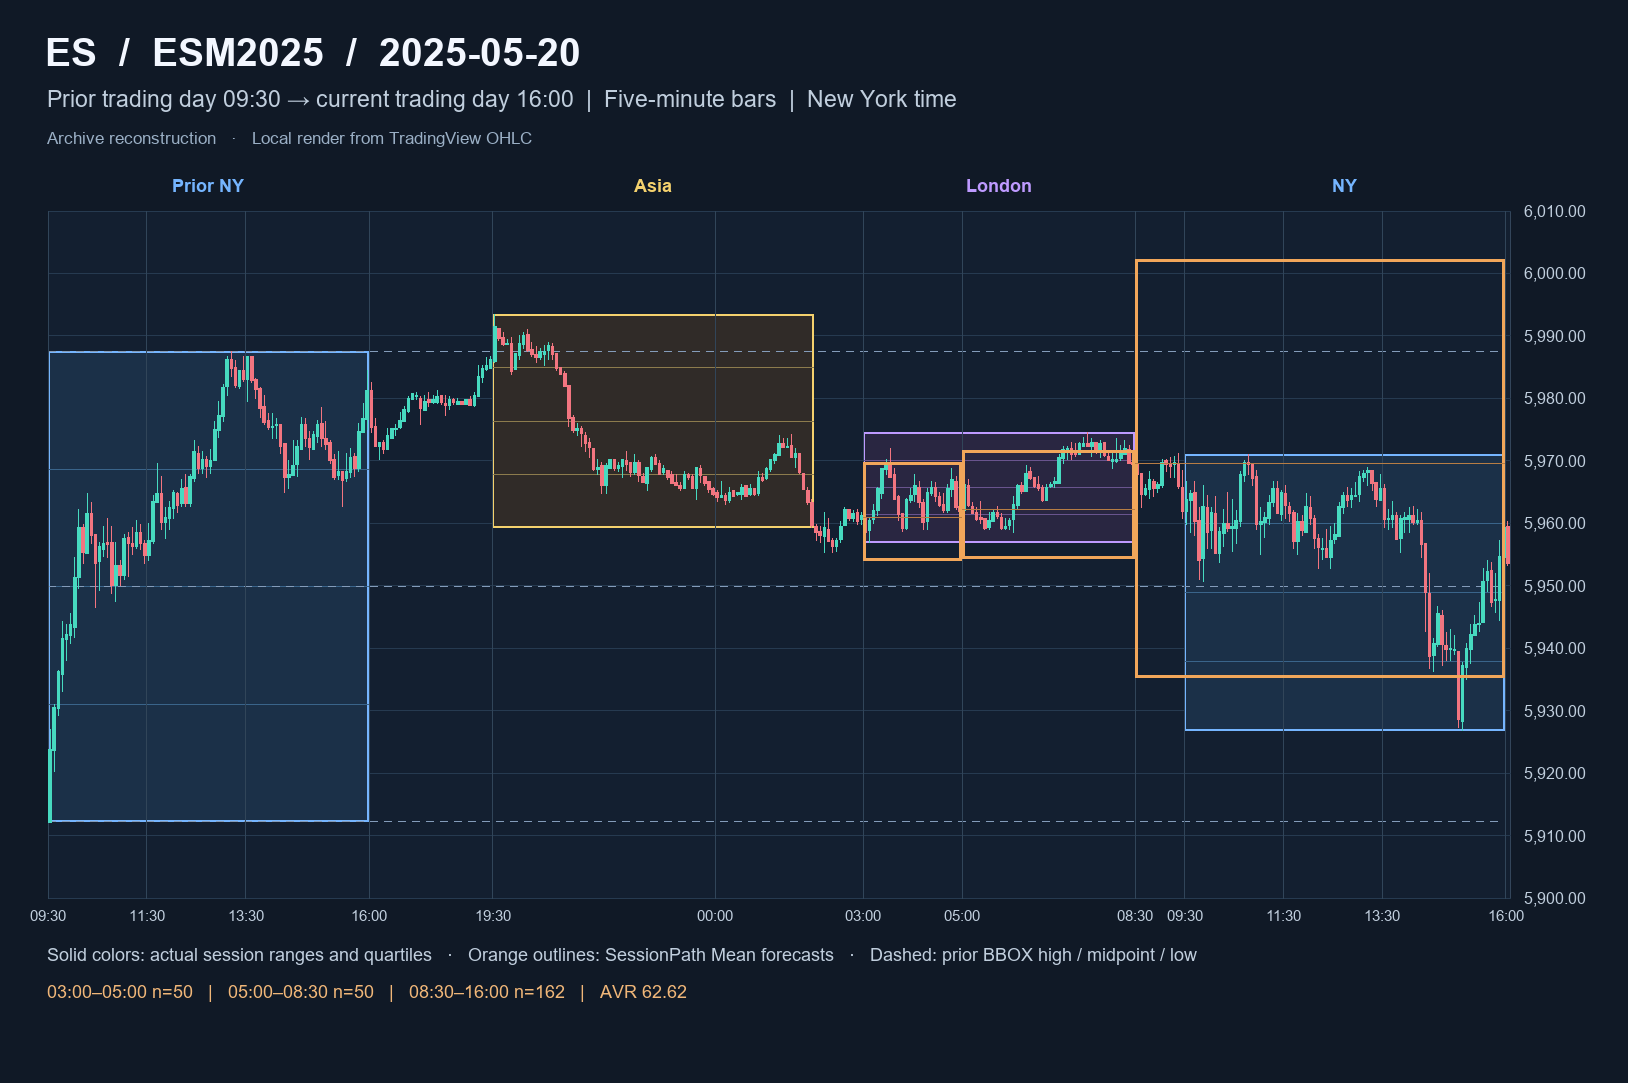 ES / ESM2025 / 2025-05-20
Prior trading day 09:30 → current trading day 16:00 | Five-minute bars | New York time
Archive reconstruction · Local render from TradingView OHLC
Prior NY Asia London NY
6,010.00
6,000.00
5,990.00
5,980.00
5,970.00
5,960.00
5,950.00
5,940.00
5,930.00
5,920.00
5,910.00
5,900.00
09:30 11:30 13:30 16:00 19:30 00:00 03:00 05:00 08:30 09:30 11:30 13:30 16:00
Solid colors: actual session ranges and quartiles · Orange outlines: SessionPath Mean forecasts · Dashed: prior BBOX high / midpoint / low
03:00–05:00 n=50 | 05:00–08:30 n=50 | 08:30–16:00 n=162 | AVR 62.62